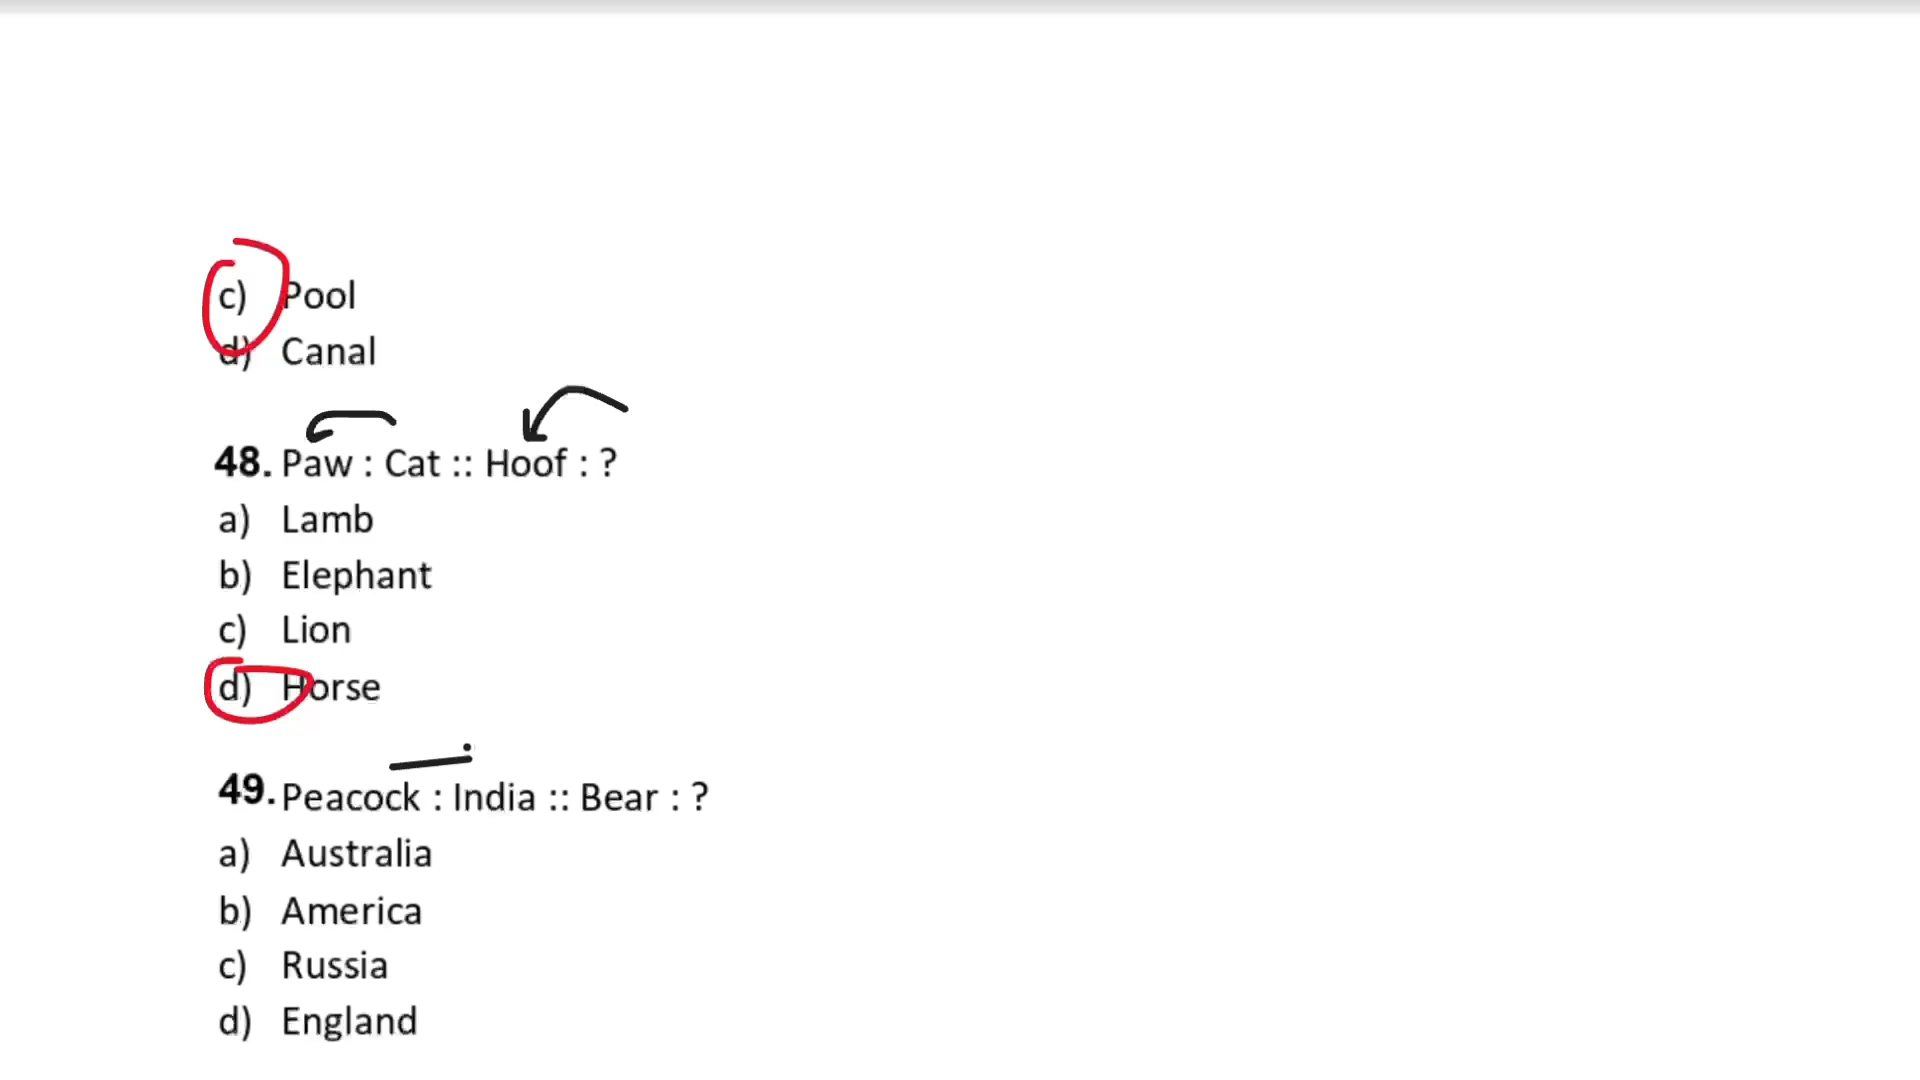 c) Pool
d) Canal
48. Paw : Cat :: Hoof : ?
a) Lamb
b) Elephant
c) Lion
d) Horse
49. Peacock : India :: Bear : ?
a) Australia
b) America
c) Russia
d) England